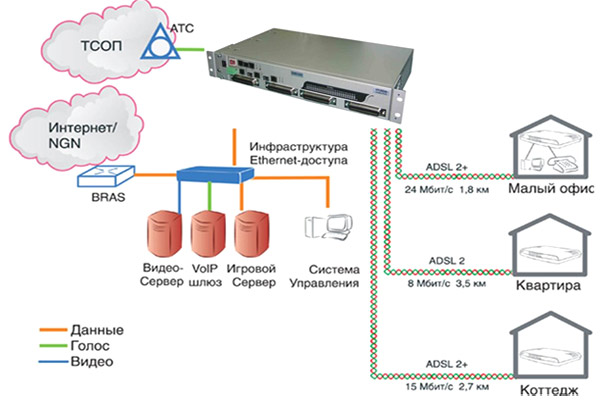 АТС
ТСОП
Интернет/
NGN
BRAS
Инфраструктура
Ethernet-доступа
Видео-
Сервер
VoIP
шлюз
Игровой
Сервер
Система
Управления
ADSL 2+
24 Мбит/с 1,8 км
Малый офис
ADSL 2
8 Мбит/с 3,5 км
Квартира
ADSL 2+
15 Мбит/с 2,7 км
Коттедж
Данные
Голос
Видео